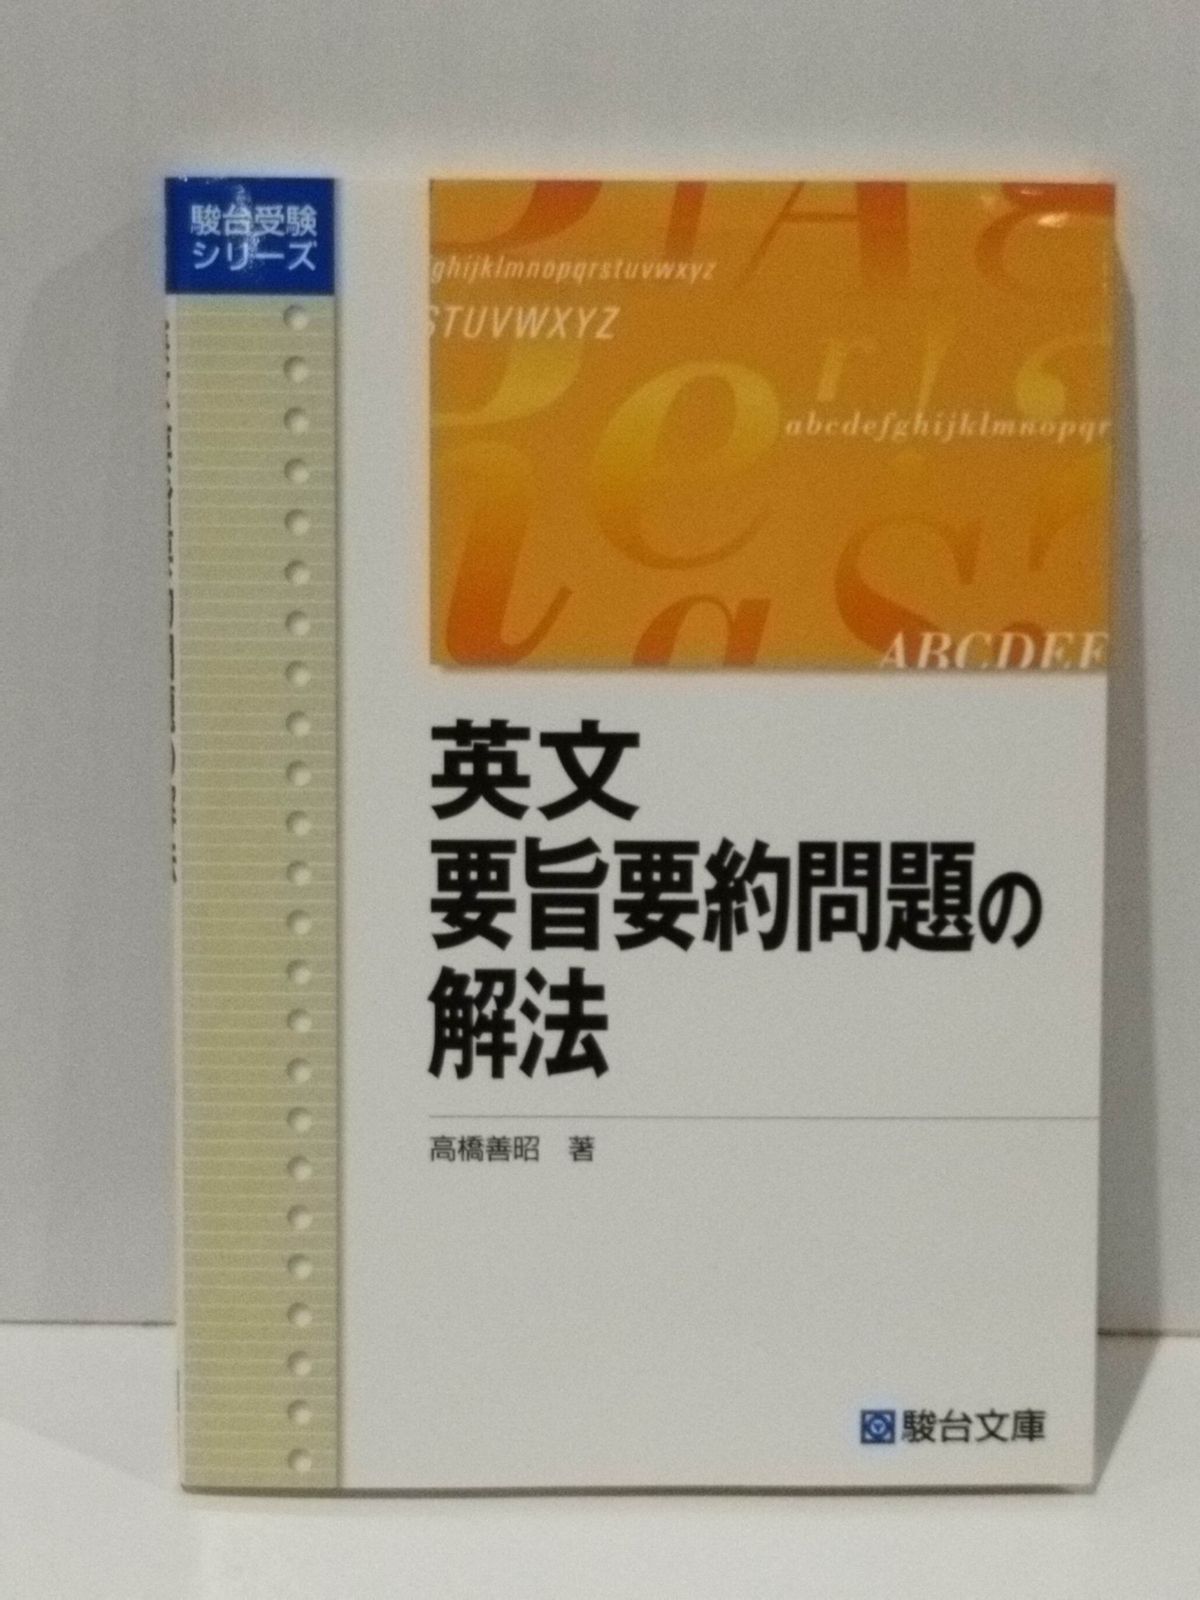 駿台受験
シリーズ
ghijklmnopqrstuvwxyz
STUVWXYZ
abcdefghijklmnopqr
ABCDEF
英文
要旨要約問題の
解法
高橋善昭 著
駿台文庫